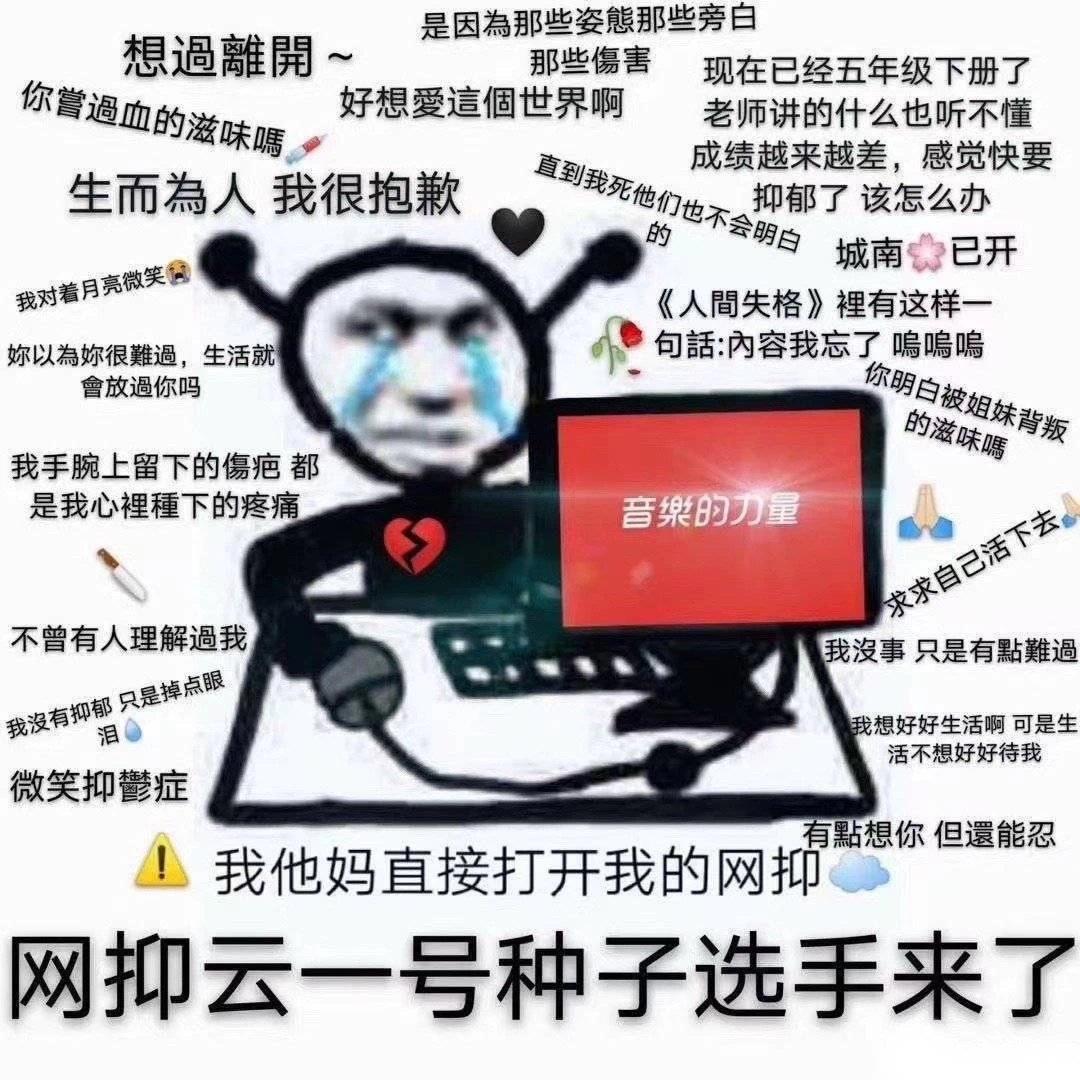 是因為那些姿態那些旁白
那些傷害
想過離開 ~
现在已经五年级下册了
老师讲的什么也听不懂
成绩越来越差，感觉快要
抑郁了 该怎么办
你嘗過血的滋味嗎💉
好想愛這個世界啊
直到我死他们也不会明白
的
生而為人 我很抱歉
🖤
城南🌸已开
我对着月亮微笑😭
《人間失格》裡有这样一
句話:內容我忘了 嗚嗚嗚
🥀
妳以為妳很難過，生活就
會放過你吗
你明白被姐妹背叛
的滋味嗎
我手腕上留下的傷疤 都
是我心裡種下的疼痛
音樂的力量
💔
🙏🏻
🔪
求求自己活下去🙏🏻
不曾有人理解過我
我沒事 只是有點難過
我沒有抑郁 只是掉点眼
泪💧
我想好好生活啊 可是生
活不想好好待我
微笑抑鬱症
有點想你 但還能忍
⚠️我他妈直接打开我的网抑☁️
网抑云一号种子选手来了